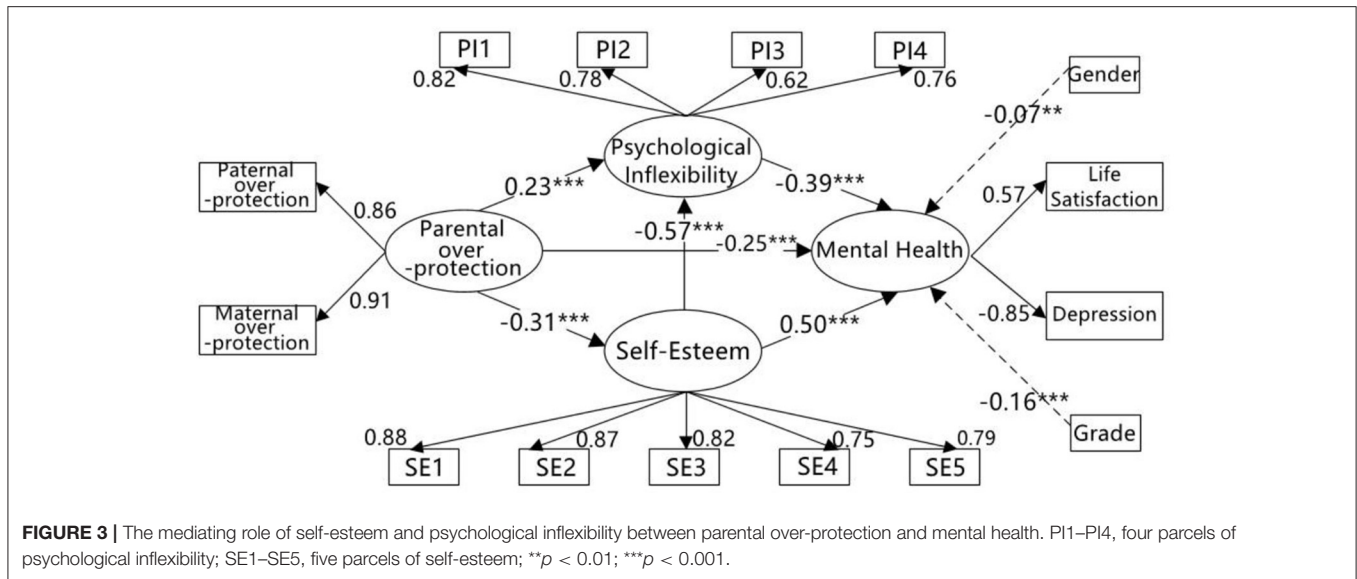 PI1
PI2
PI3
PI4
Gender
0.82
0.78
0.62
0.76
-0.07**
Psychological
Inflexibility
Paternal
over
-protection
Life
Satisfaction
0.23***
-0.39***
0.57
0.86
Parental
over
-protection
-0.57***
-0.25***
Mental Health
0.91
Maternal over
-protection
-0.31***
0.50***
-0.85
Depression
Self-Esteem
-0.16***
0.88
0.87
0.82
0.75
0.79
Grade
SE1
SE2
SE3
SE4
SE5
FIGURE 3 | The mediating role of self-esteem and psychological inflexibility between parental over-protection and mental health. PI1–PI4, four parcels of
psychological inflexibility; SE1–SE5, five parcels of self-esteem; **p < 0.01; ***p < 0.001.